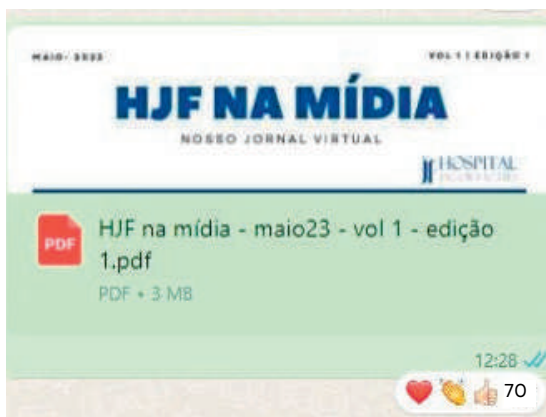 MAIO- 2023
VOL 1 | EDIÇÃO 1
HJF NA MÍDIA
NOSSO JORNAL VIRTUAL
HOSPITAL
PDF
HJF na mídia - maio23 - vol 1 - edição
1.pdf
PDF • 3 MB
12:28
70